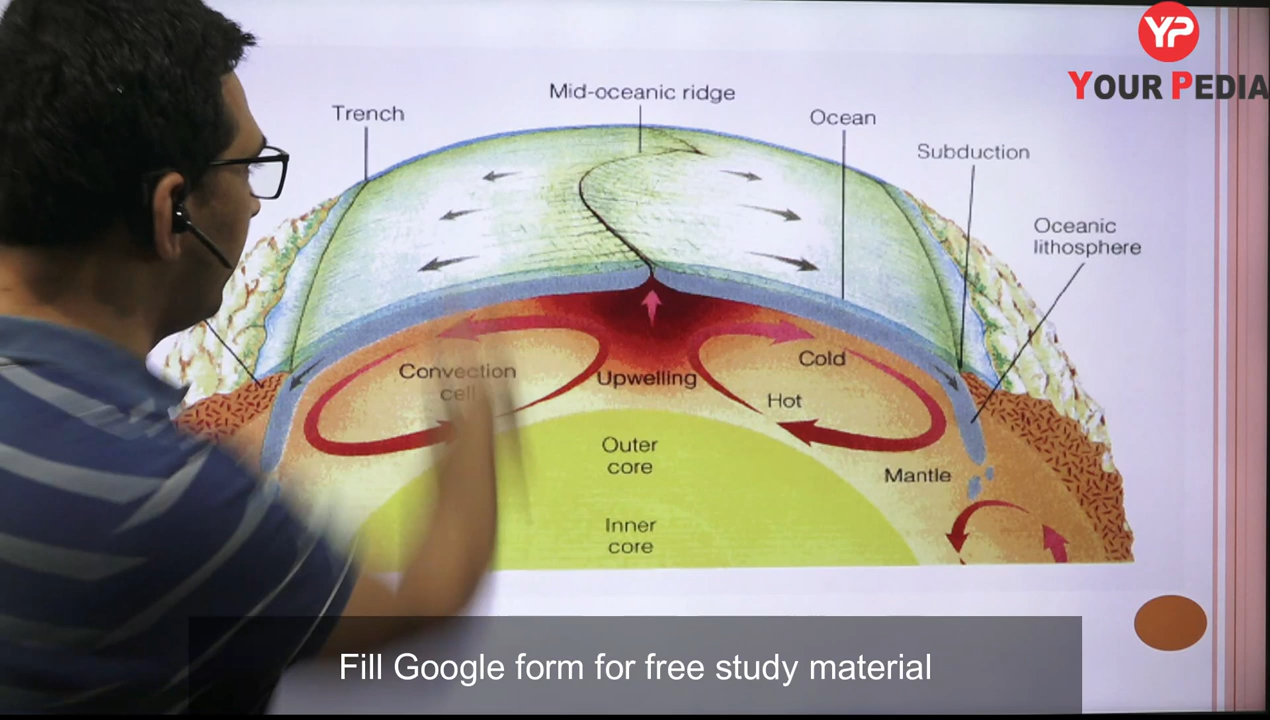 YP
YOUR PEDIA
Mid-oceanic ridge
Trench
Ocean
Subduction
Oceanic
lithosphere
Cold
Convection
cell
Upwelling
Hot
Outer
core
Mantle
Inner
core
Fill Google form for free study material